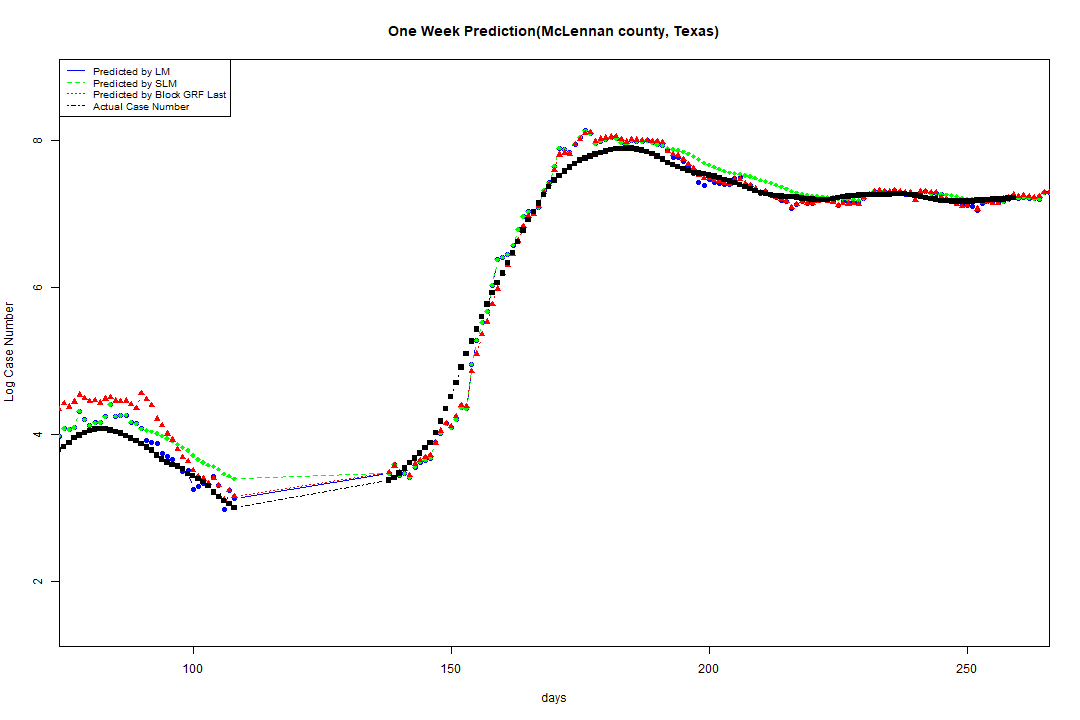 One Week Prediction(McLennan county, Texas)
Predicted by LM
Predicted by SLM
Predicted by Block GRF Last
Actual Case Number
8
6
4
2
Log Case Number
100 150 200 250
days